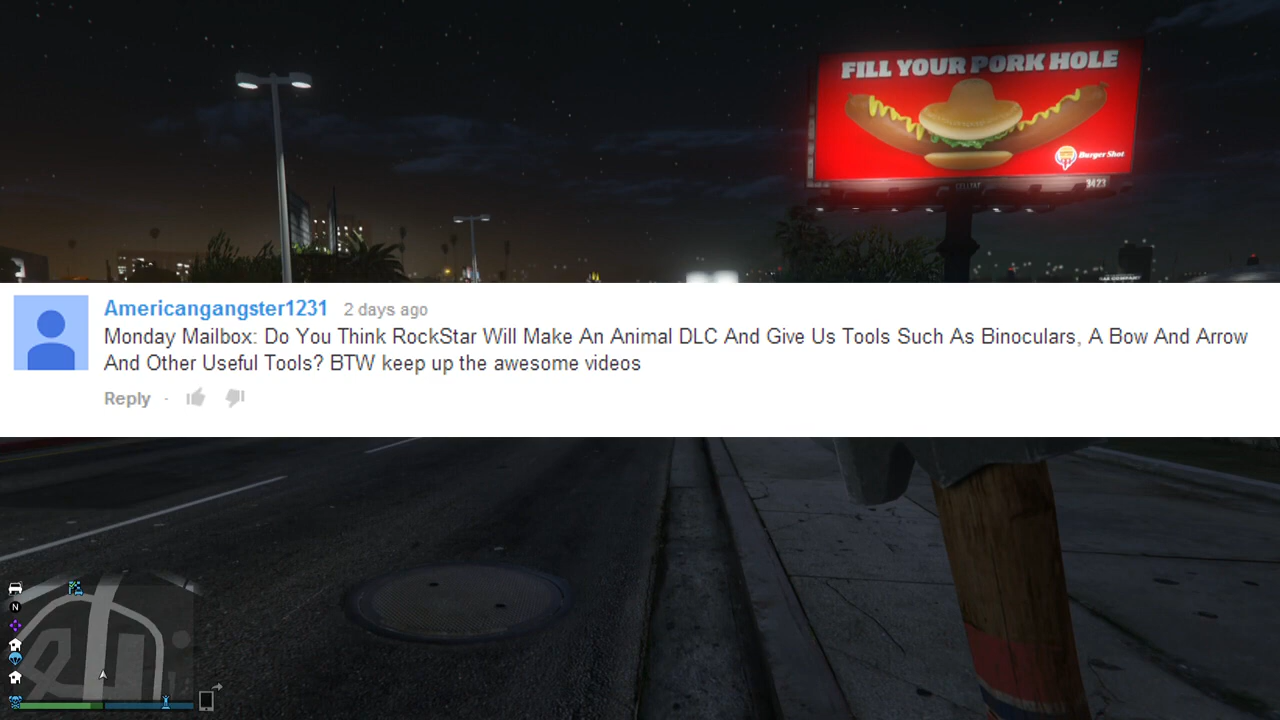 FILL YOUR PORK HOLE
Burger Shot
3423
Americangangster1231 2 days ago
Monday Mailbox: Do You Think RockStar Will Make An Animal DLC And Give Us Tools Such As Binoculars, A Bow And Arrow
And Other Useful Tools? BTW keep up the awesome videos
Reply ·
N